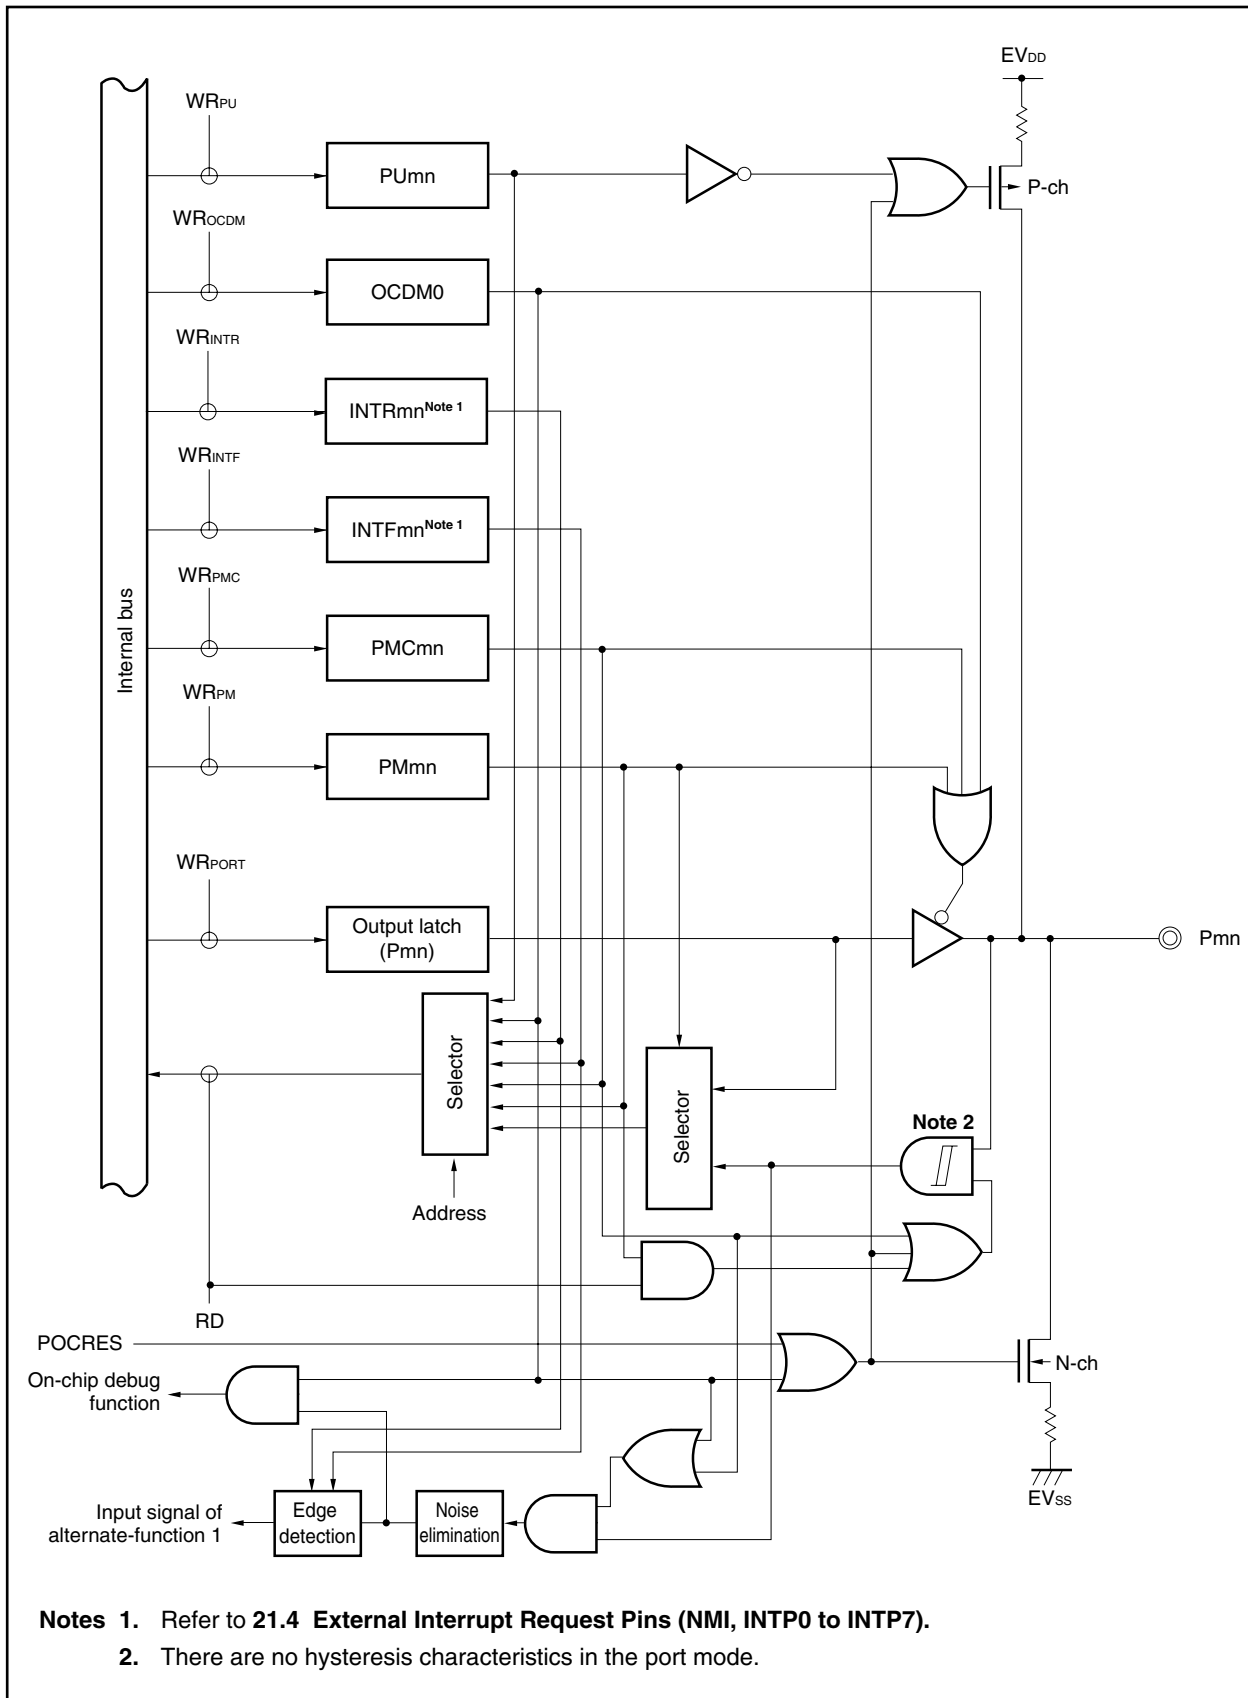 EVDD
WRPU
PUmn
P-ch
WROCDM
OCDM0
WRINTR
INTRmnNote 1
WRINTF
INTFmnNote 1
WRPMC
PMCmn
Internal bus
WRPM
PMmn
WRPORT
Output latch
(Pmn)
Pmn
Selector
Selector
Note 2
Address
RD
POCRES
N-ch
On-chip debug
function
EVSS
Input signal of
alternate-function 1
Edge
detection
Noise
elimination
Notes 1. Refer to 21.4 External Interrupt Request Pins (NMI, INTP0 to INTP7).
2. There are no hysteresis characteristics in the port mode.